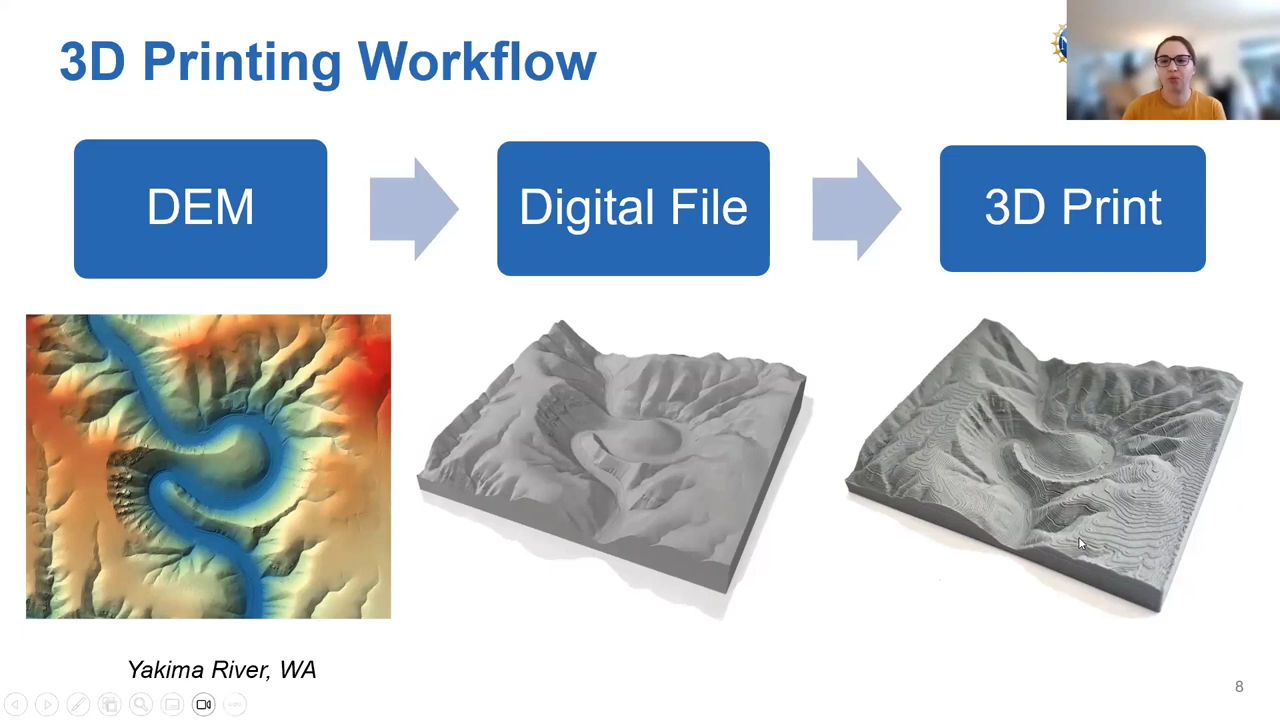 3D Printing Workflow
DEM
Digital File
3D Print
Yakima River, WA
8